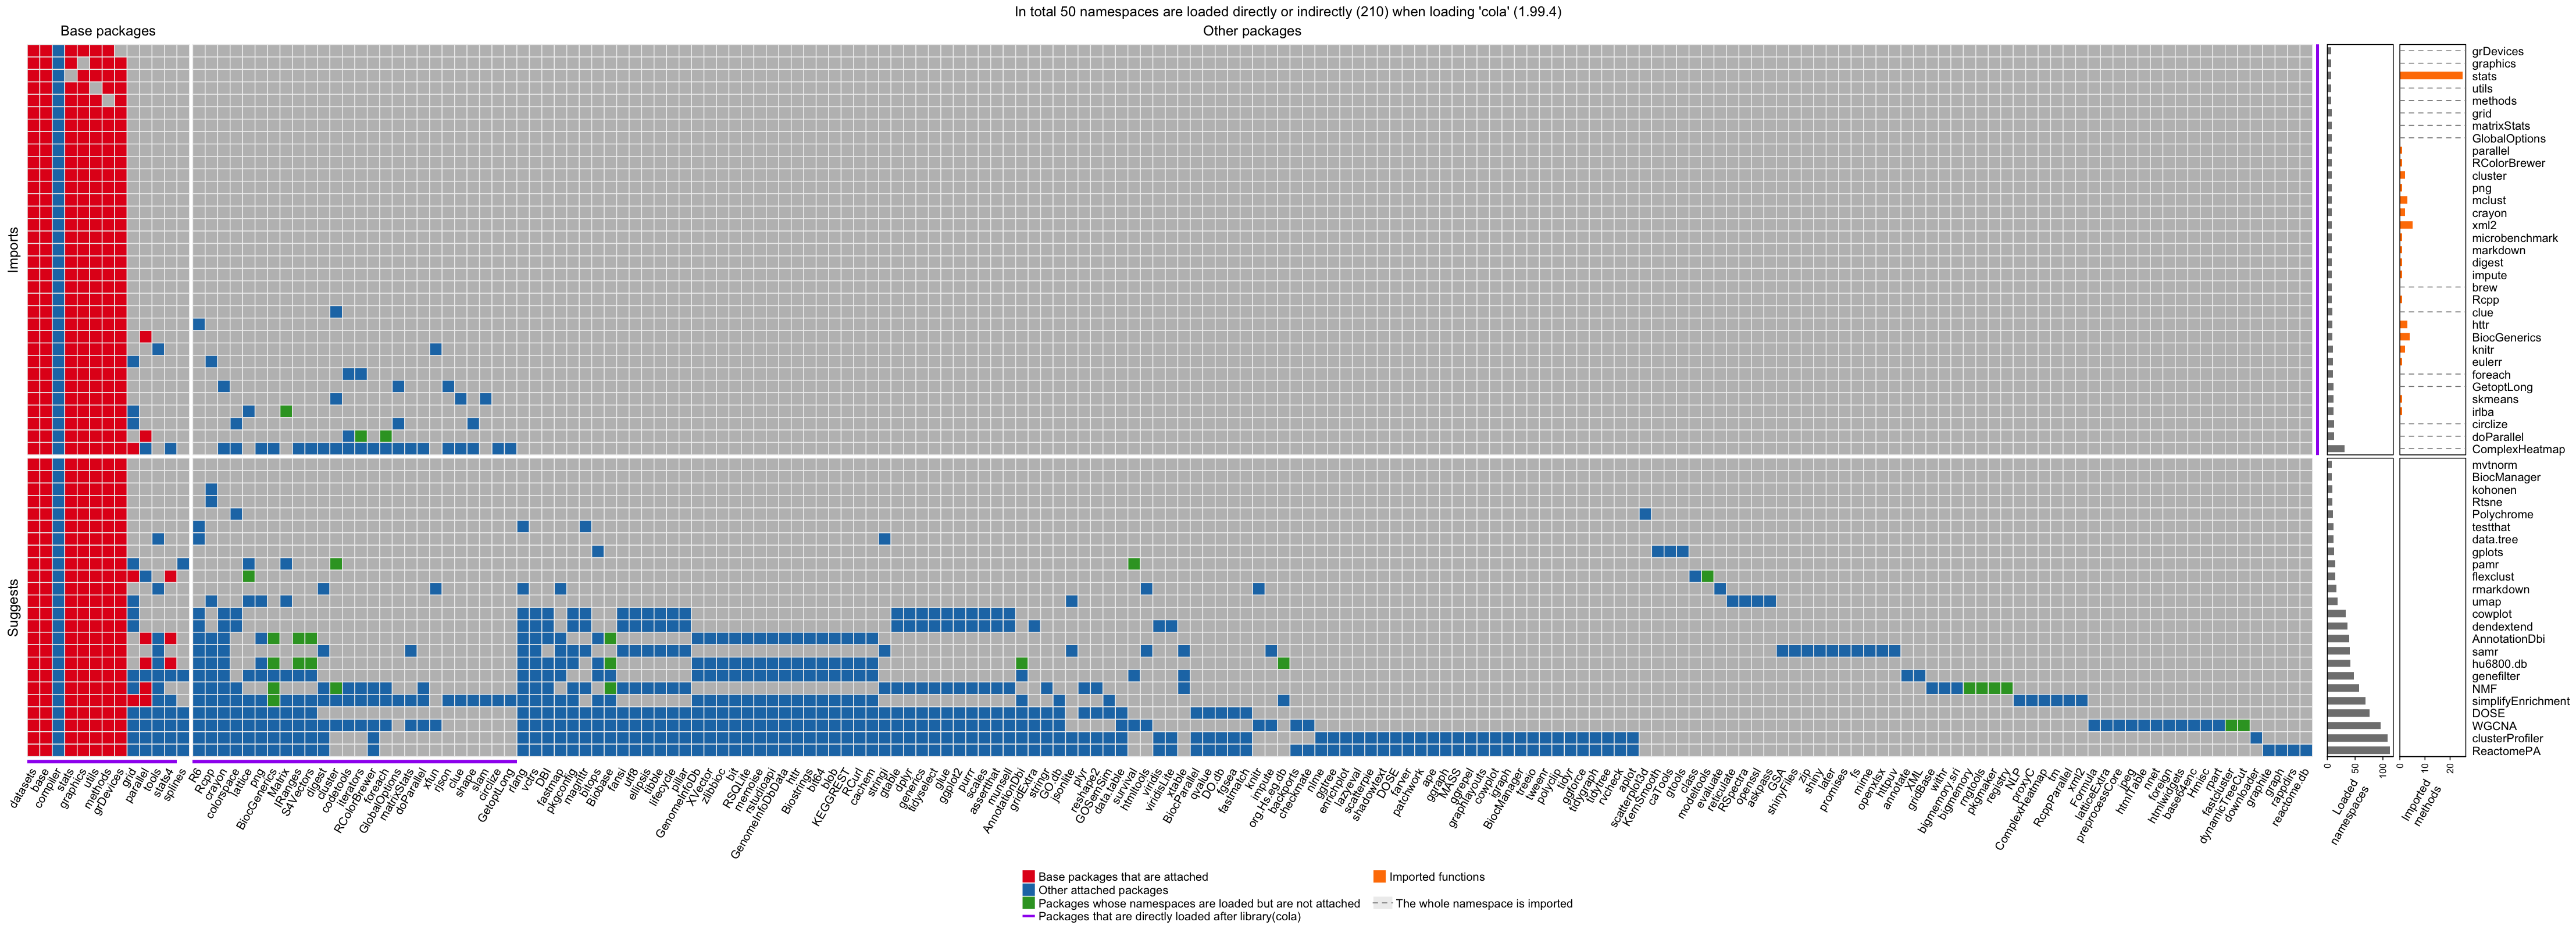 In total 50 namespaces are loaded directly or indirectly (210) when loading 'cola' (1.99.4)
Base packages
Other packages
Imports
grDevices
graphics
stats
utils
methods
grid
matrixStats
GlobalOptions
parallel
RColorBrewer
cluster
png
mclust
crayon
xml2
microbenchmark
markdown
digest
impute
brew
Rcpp
clue
httr
BiocGenerics
knitr
eulerr
foreach
GetoptLong
skmeans
irlba
circlize
doParallel
ComplexHeatmap
Suggests
mvtnorm
BiocManager
kohonen
Rtsne
Polychrome
testthat
data.tree
gplots
pamr
flexclust
rmarkdown
umap
cowplot
dendextend
AnnotationDbi
samr
hu6800.db
genefilter
NMF
simplifyEnrichment
DOSE
WGCNA
clusterProfiler
ReactomePA
datasets
base
compiler
stats
graphics
utils
methods
grDevices
grid
parallel
tools
stats4
splines
R6
Rcpp
crayon
colorspace
lattice
png
BiocGenerics
Matrix
IRanges
S4Vectors
digest
cluster
codetools
iterators
RColorBrewer
foreach
GlobalOptions
matrixStats
doParallel
xfun
rjson
clue
shape
slam
circlize
GetoptLong
rlang
vctrs
DBI
fastmap
pkgconfig
magrittr
bitops
Biobase
fansi
utf8
ellipsis
tibble
lifecycle
pillar
GenomeInfoDb
XVector
zlibbioc
bit
RSQLite
memoise
rstudioapi
GenomeInfoDbData
httr
Biostrings
bit64
blob
KEGGREST
RCurl
cachem
stringi
gtable
dplyr
generics
tidyselect
glue
ggplot2
purrr
scales
assertthat
munsell
AnnotationDbi
gridExtra
stringr
GO.db
jsonlite
plyr
reshape2
GOSemSim
data.table
survival
htmltools
viridis
viridisLite
xtable
BiocParallel
qvalue
DO.db
fgsea
fastmatch
knitr
impute
org.Hs.eg.db
backports
checkmate
nlme
ggtree
enrichplot
lazyeval
scatterpie
shadowtext
DOSE
farver
patchwork
ape
ggraph
MASS
ggrepel
graphlayouts
cowplot
igraph
BiocManager
treeio
tweenr
polyclip
tidyr
ggforce
tidygraph
tidytree
rvcheck
aplot
scatterplot3d
KernSmooth
caTools
gtools
class
modeltools
evaluate
reticulate
RSpectra
openssl
askpass
GSA
shinyFiles
zip
shiny
later
promises
fs
mime
openxlsx
httpuv
annotate
XML
gridBase
withr
bigmemory.sri
bigmemory
rngtools
pkgmaker
registry
NLP
proxyC
ComplexHeatmap
tm
RcppParallel
xml2
Formula
latticeExtra
preprocessCore
jpeg
htmlTable
nnet
foreign
htmlwidgets
base64enc
Hmisc
rpart
fastcluster
dynamicTreeCut
downloader
graphite
graph
rappdirs
reactome.db
0
50
100
Loaded
namespaces
0
10
20
Imported
methods
Base packages that are attached
Other attached packages
Packages whose namespaces are loaded but are not attached
Packages that are directly loaded after library(cola)
Imported functions
The whole namespace is imported